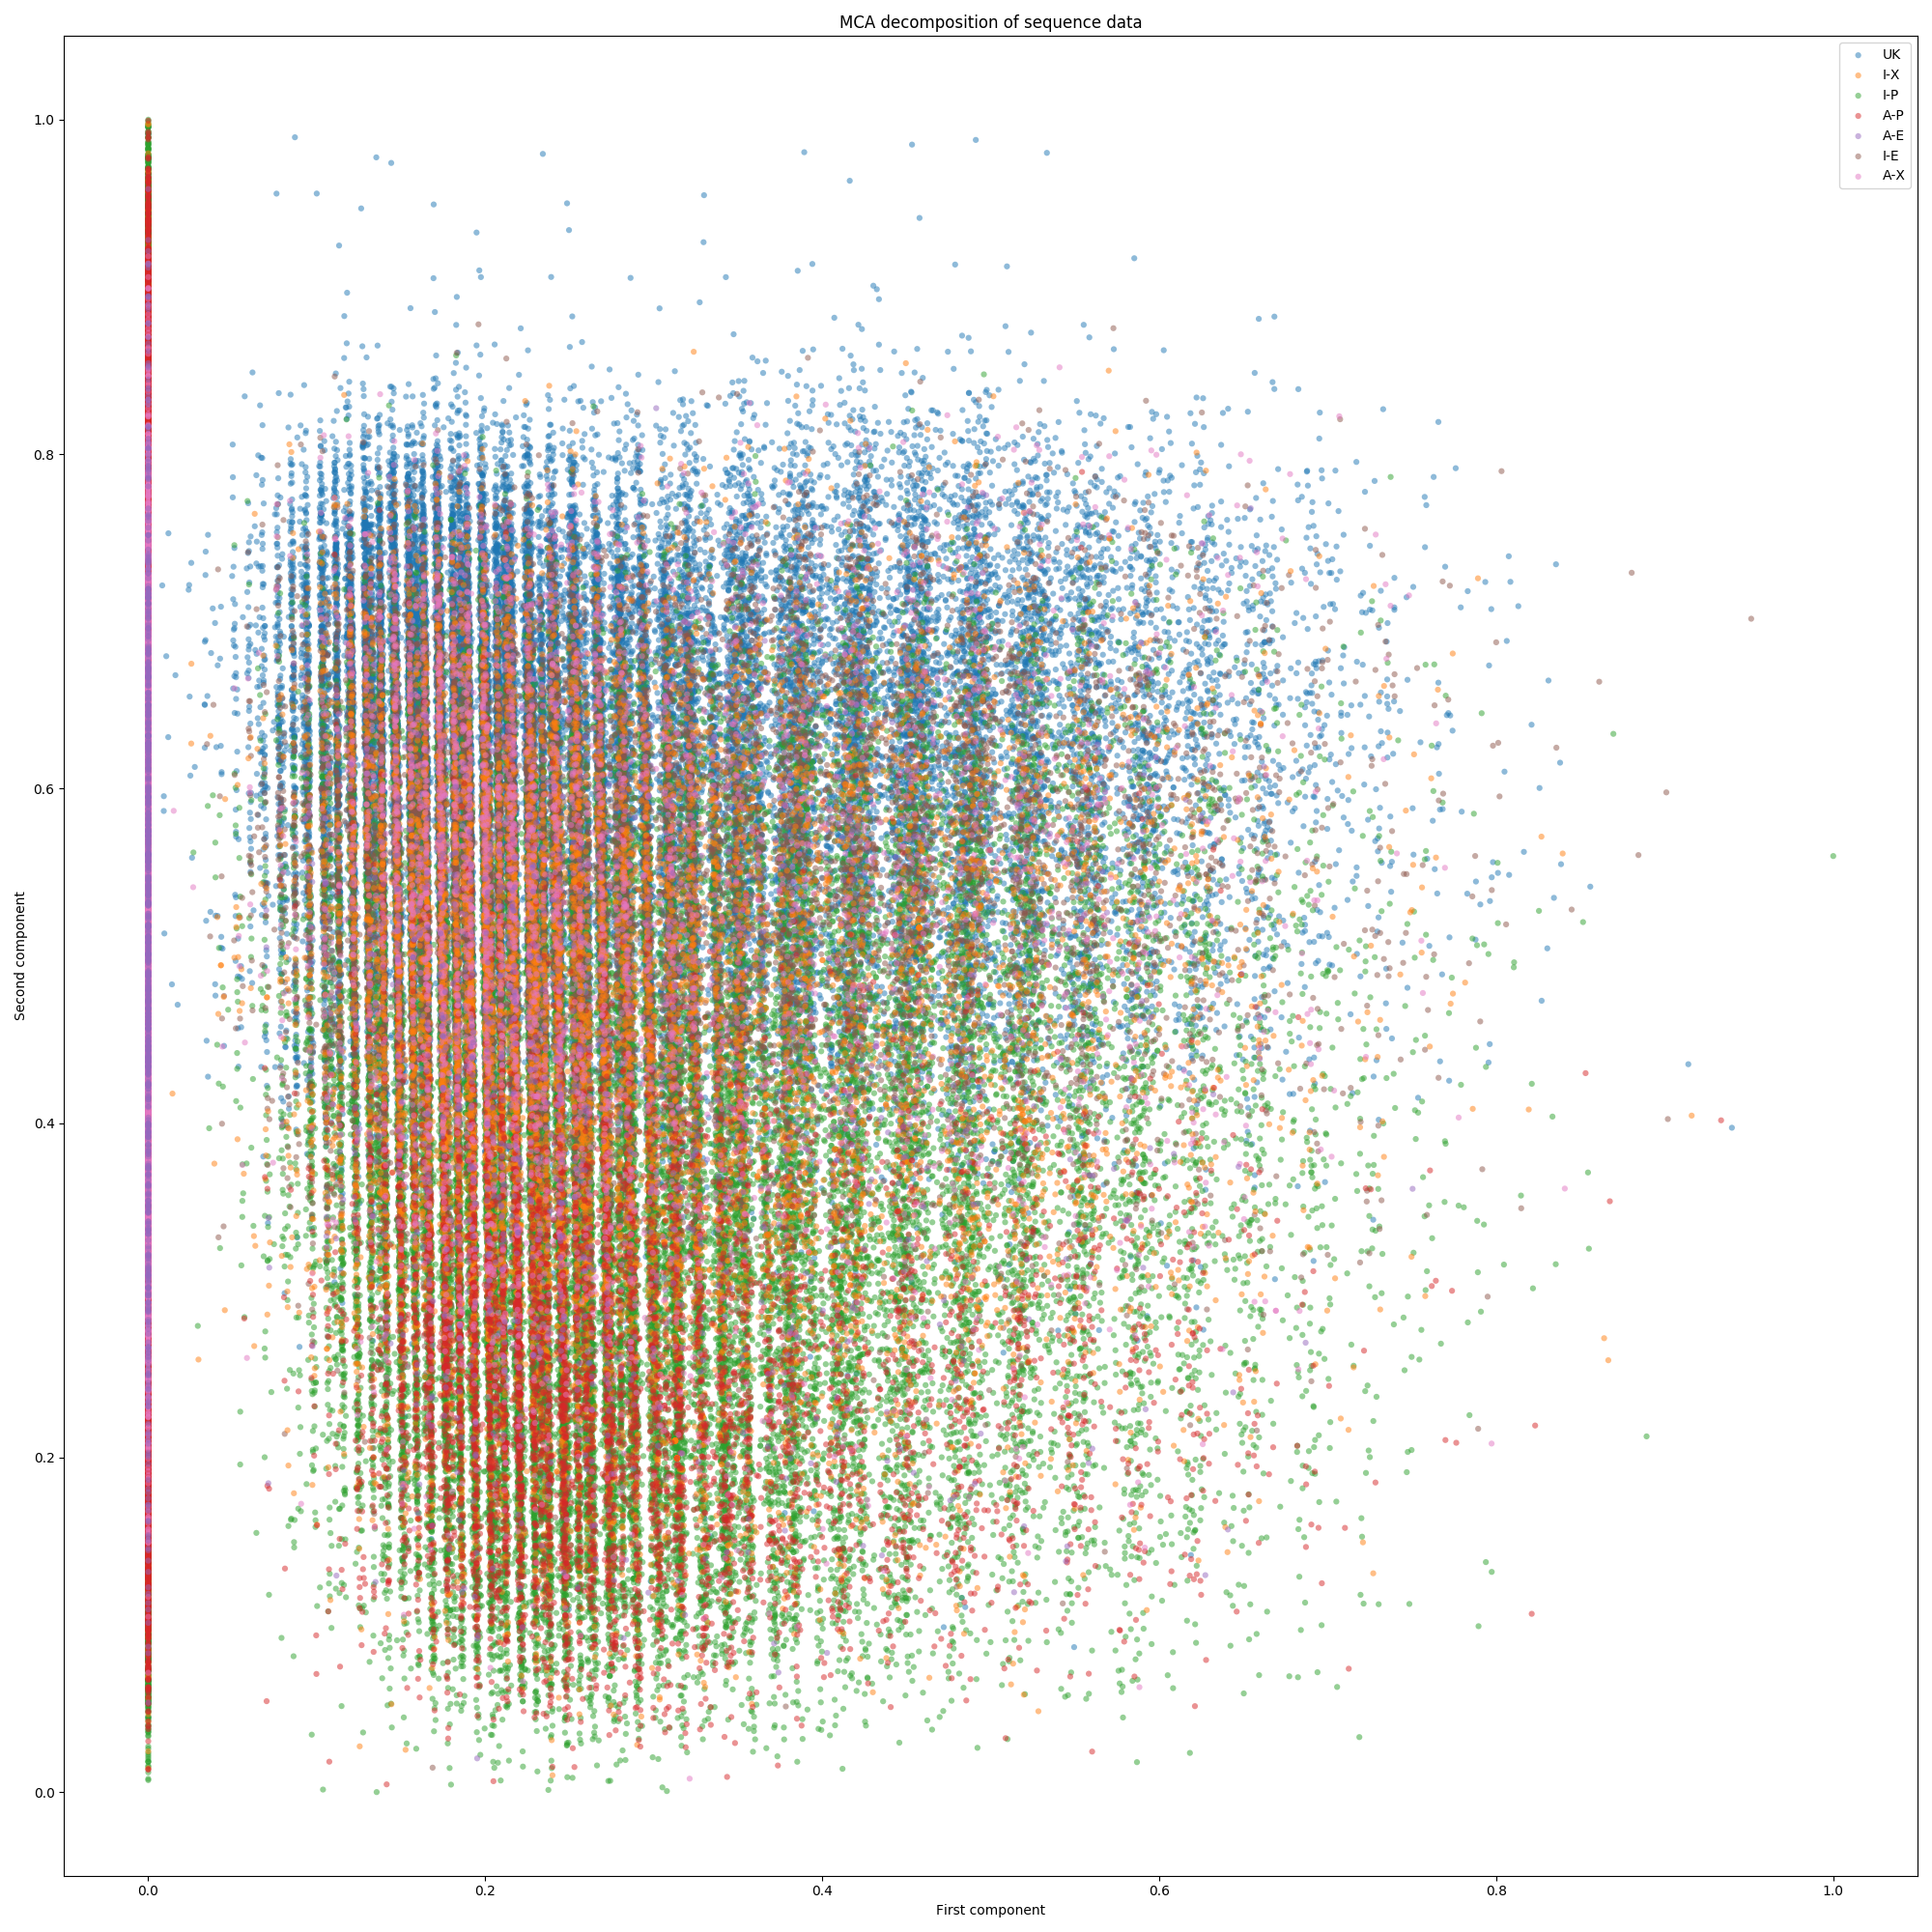 MCA decomposition of sequence data
UK
I-X
I-P
A-P
A-E
I-E
A-X
1.0
0.8
0.6
0.4
0.2
0.0
Second component
0.0
0.2
0.4
0.6
0.8
1.0
First component